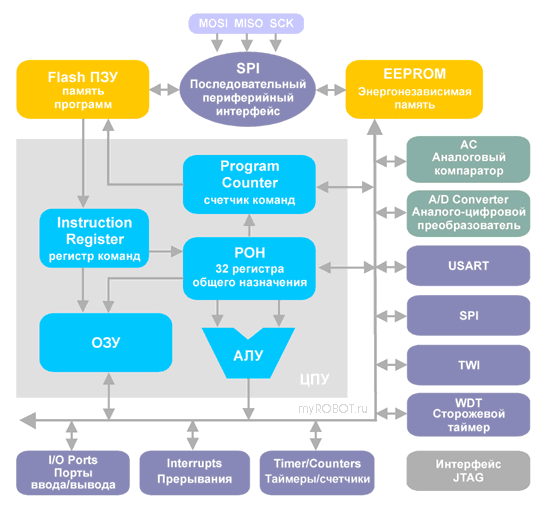 MOSI MISO SCK
Flash ПЗУ
память
программ
SPI
Последовательный
периферийный
интерфейс
EEPROM
Энергонезависимая
память
AC
Аналоговый
компаратор
Program
Counter
счетчик команд
A/D Converter
Аналого-цифровой
преобразователь
Instruction
Register
регистр команд
РОН
32 регистра
общего назначения
USART
SPI
ОЗУ
АЛУ
TWI
ЦПУ
myROBOT.ru
WDT
Сторожевой
таймер
I/O Ports
Порты
ввода/вывода
Interrupts
Прерывания
Timer/Counters
Таймеры/счетчики
Интерфейс
JTAG